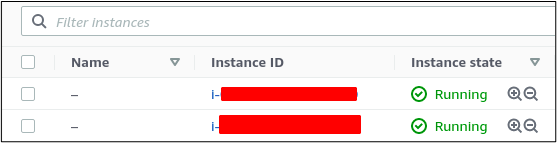 Filter instances
Name Instance ID Instance state
– i- Running
– i- Running